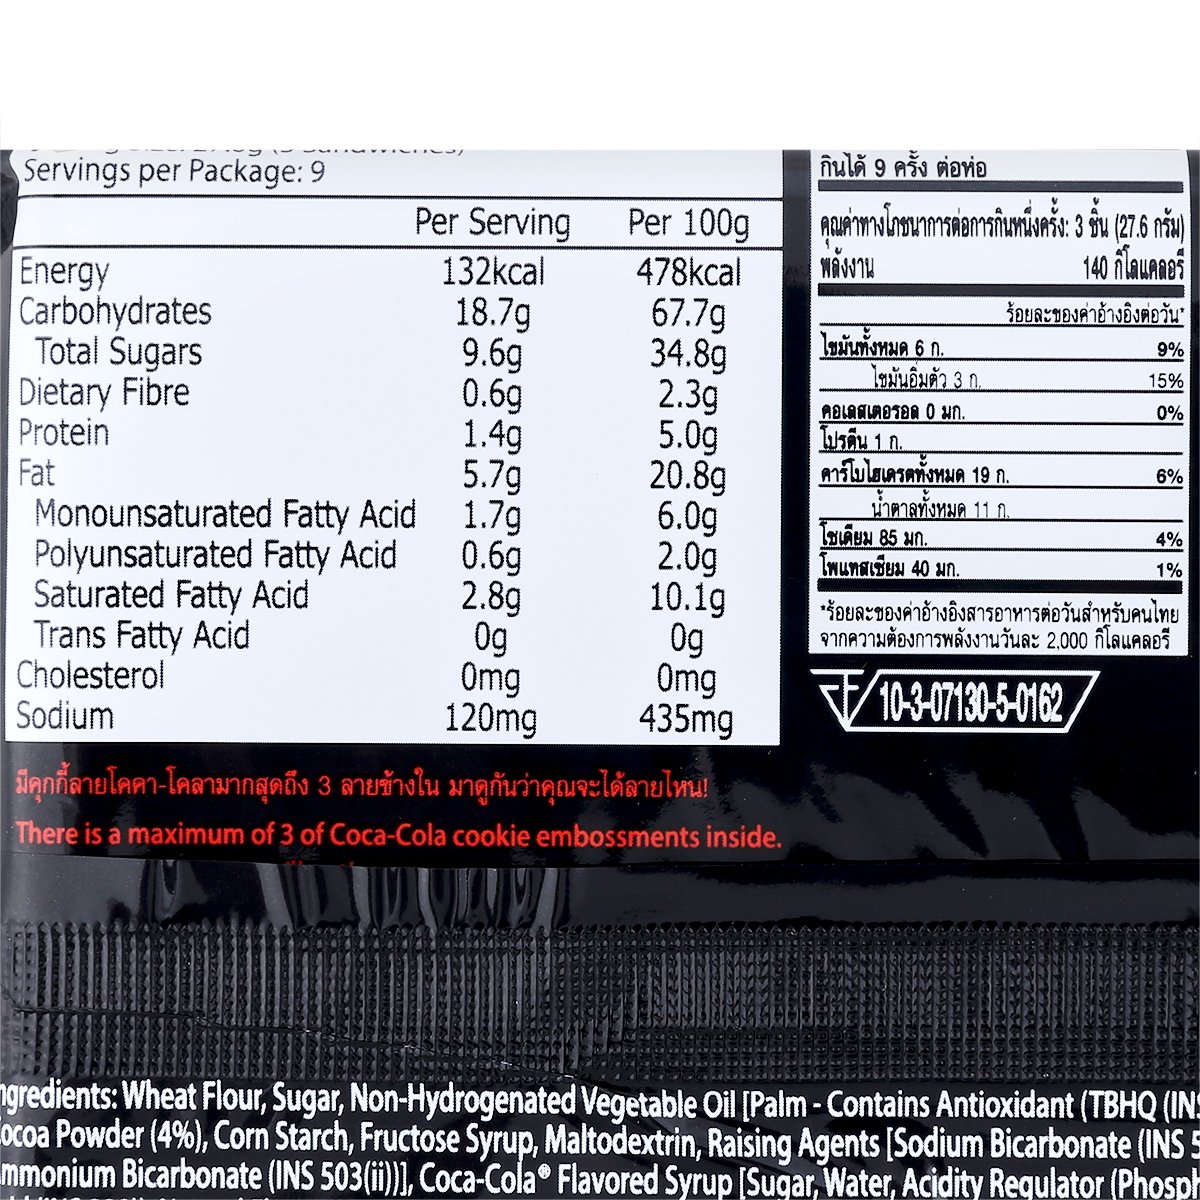 Servings per Package: 9
Per Serving Per 100g
Energy 132kcal 478kcal
Carbohydrates 18.7g 67.7g
Total Sugars 9.6g 34.8g
Dietary Fibre 0.6g 2.3g
Protein 1.4g 5.0g
Fat 5.7g 20.8g
Monounsaturated Fatty Acid 1.7g 6.0g
Polyunsaturated Fatty Acid 0.6g 2.0g
Saturated Fatty Acid 2.8g 10.1g
Trans Fatty Acid 0g 0g
Cholesterol 0mg 0mg
Sodium 120mg 435mg
กินได้ 9 ครั้ง ต่อห่อ
คุณค่าทางโภชนาการต่อการกินหนึ่งครั้ง: 3 ชิ้น (27.6 กรัม)
พลังงาน 140 กิโลแคลอรี
ร้อยละของค่าอ้างอิงต่อวัน*
ไขมันทั้งหมด 6 ก. 9%
ไขมันอิ่มตัว 3 ก. 15%
คอเลสเตอรอล 0 มก. 0%
โปรตีน 1 ก.
คาร์โบไฮเดรตทั้งหมด 19 ก. 6%
น้ำตาลทั้งหมด 11 ก.
โซเดียม 85 มก. 4%
โพแทสเซียม 40 มก. 1%
*ร้อยละของค่าอ้างอิงสารอาหารต่อวันสำหรับคนไทย
จากความต้องการพลังงานวันละ 2,000 กิโลแคลอรี
10-3-07130-5-0162
มีคุกกี้ลายโคคา-โคลามากสุดถึง 3 ลายข้างใน มาดูกันว่าคุณจะได้ลายไหน!
There is a maximum of 3 of Coca-Cola cookie embossments inside.
ngredients: Wheat Flour, Sugar, Non-Hydrogenated Vegetable Oil [Palm - Contains Antioxidant (TBHQ (IN
ocoa Powder (4%), Corn Starch, Fructose Syrup, Maltodextrin, Raising Agents [Sodium Bicarbonate (INS 5
mmonium Bicarbonate (INS 503(ii))], Coca-Cola® Flavored Syrup [Sugar, Water, Acidity Regulator (Phosp